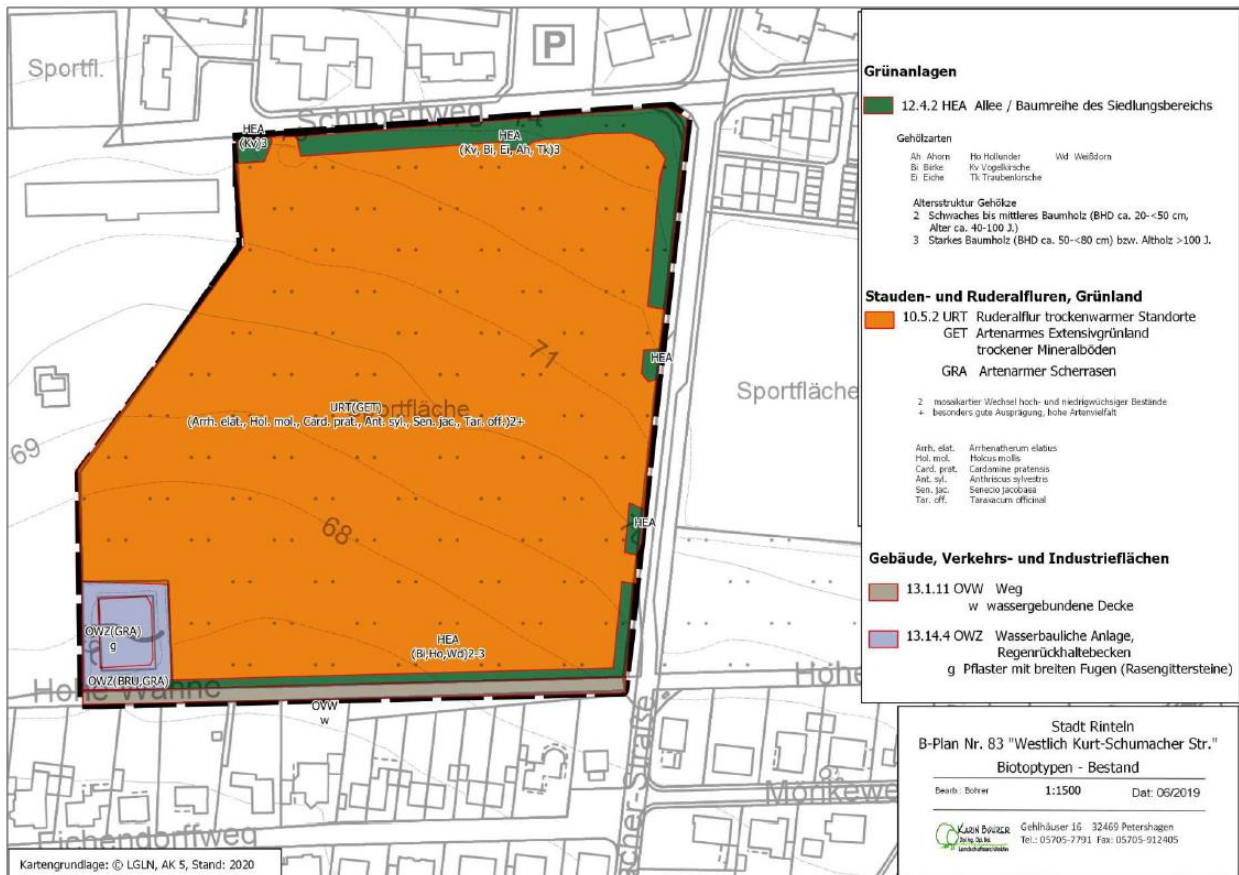 Sportfl.
P
Schubertweg
HEA
(Kv)3
HEA
(Kv, Bi, Ei, Ah, Tk)3
71
HEA
Sportfläche
Sportfläche
URT(GET)
(Arrh. elat., Hol. mol., Card. prat., Ant. syl., Sen. jac., Tar. off.)2+
69
68
HEA
OWZ(GRA)
g
HEA
(Bi,Ho,Wd)2-3
OWZ(BRU,GRA)
Hohe Wanne
Hohe
OVW
w
Mörikewe
Eichendorffweg
cher-Straße
Kartengrundlage: © LGLN, AK 5, Stand: 2020
Grünanlagen
12.4.2 HEA Allee / Baumreihe des Siedlungsbereichs
Gehölzarten
Ah Ahorn Ho Hollunder Wd Weißdorn
Bi Birke Kv Vogelkirsche
Ei Eiche Tk Traubenkirsche
Altersstruktur Gehökze
2 Schwaches bis mittleres Baumholz (BHD ca. 20-<50 cm,
Alter ca. 40-100 J.)
3 Starkes Baumholz (BHD ca. 50-<80 cm) bzw. Altholz >100 J.
Stauden- und Ruderalfluren, Grünland
10.5.2 URT Ruderalflur trockenwarmer Standorte
GET Artenarmes Extensivgrünland
trockener Mineralböden
GRA Artenarmer Scherrasen
2 mosaikartier Wechsel hoch- und niedrigwüchsiger Bestände
+ besonders gute Ausprägung, hohe Artenvielfalt
Arrh. elat. Arrhenatherum elatius
Hol. mol. Holcus mollis
Card. prat. Cardamine pratensis
Ant. syl. Anthriscus sylvestris
Sen. jac. Senecio jacobaea
Tar. off. Taraxacum officinal
Gebäude, Verkehrs- und Industrieflächen
13.1.11 OVW Weg
w wassergebundene Decke
13.14.4 OWZ Wasserbauliche Anlage,
Regenrückhaltebecken
g Pflaster mit breiten Fugen (Rasengittersteine)
Stadt Rinteln
B-Plan Nr. 83 "Westlich Kurt-Schumacher Str."
Biotoptypen - Bestand
Bearb.: Bohrer 1:1500 Dat: 06/2019
Karin Bohrer
Landschaftsarchitektin
Gehlhäuser 16 32469 Petershagen
Tel.: 05705-7791 Fax: 05705-912405